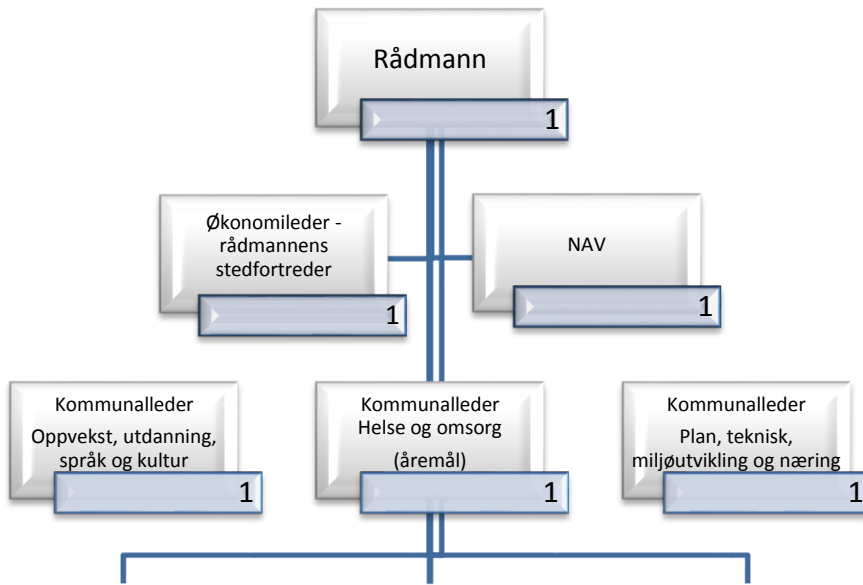 Rådmann
1
Økonomileder -
rådmannens
stedfortreder
1
NAV
1
Kommunalleder
Oppvekst, utdanning,
språk og kultur
1
Kommunalleder
Helse og omsorg
(åremål)
1
Kommunalleder
Plan, teknisk,
miljøutvikling og næring
1